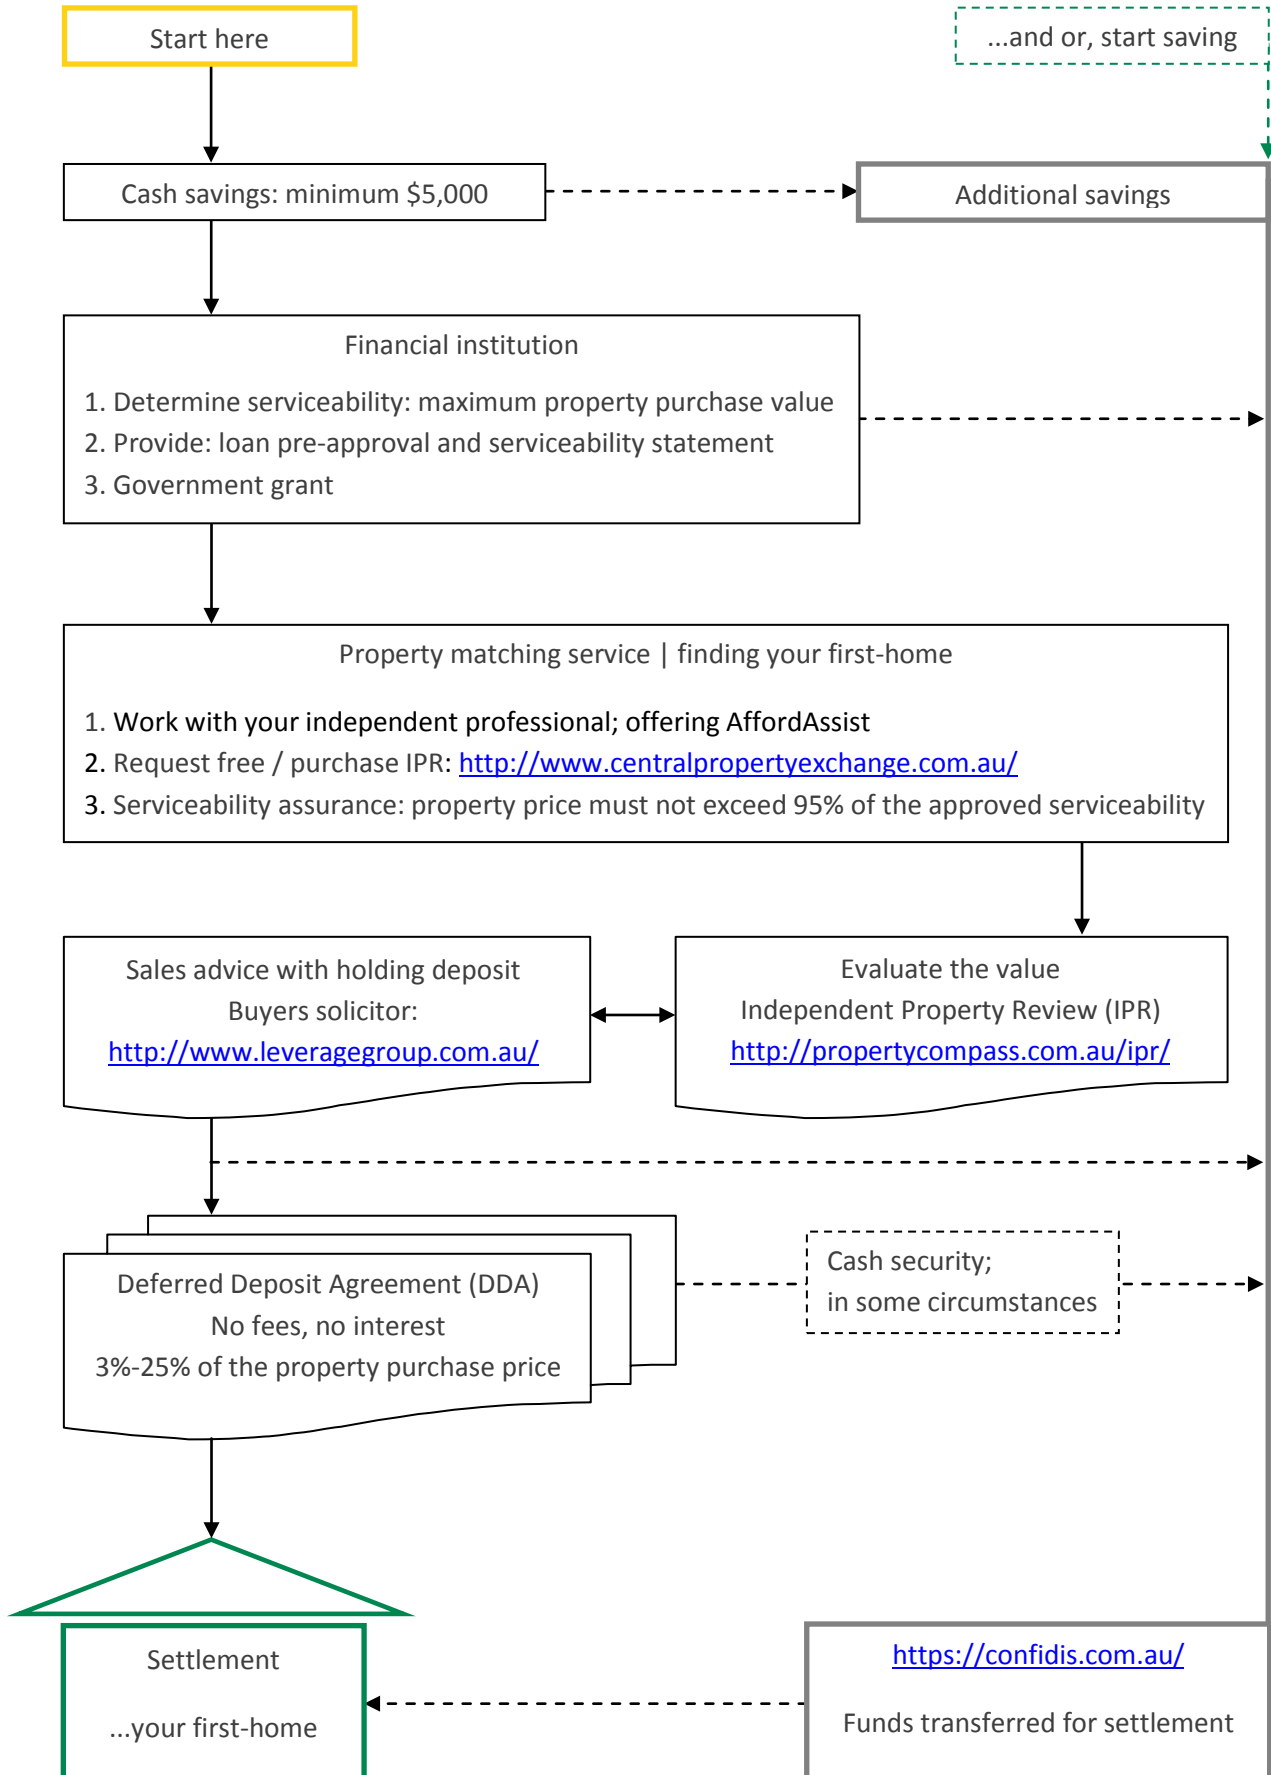 Start here
...and or, start saving
Cash savings: minimum $5,000
Additional savings
Financial institution
1. Determine serviceability: maximum property purchase value
2. Provide: loan pre-approval and serviceability statement
3. Government grant
Property matching service | finding your first-home
1. Work with your independent professional; offering AffordAssist
2. Request free / purchase IPR: http://www.centralpropertyexchange.com.au/
3. Serviceability assurance: property price must not exceed 95% of the approved serviceability
Sales advice with holding deposit
Buyers solicitor:
http://www.leveragegroup.com.au/
Evaluate the value
Independent Property Review (IPR)
http://propertycompass.com.au/ipr/
Deferred Deposit Agreement (DDA)
No fees, no interest
3%-25% of the property purchase price
Cash security;
in some circumstances
Settlement
...your first-home
https://confidis.com.au/
Funds transferred for settlement